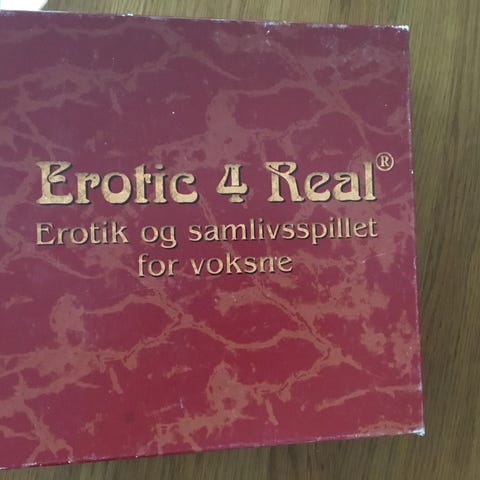 Erotic 4 Real®
Erotik og samlivsspillet
for voksne